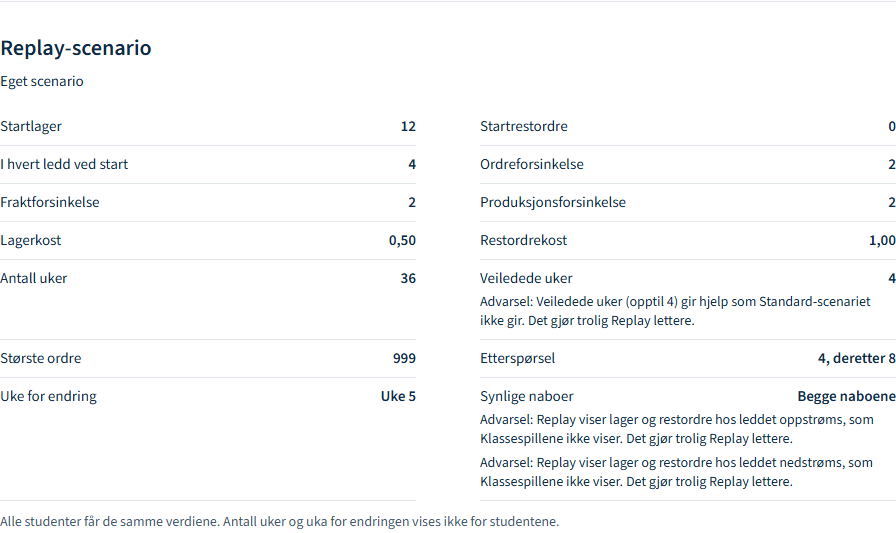 Replay-scenario
Eget scenario
Startlager 12
Startrestordre 0
I hvert ledd ved start 4
Ordreforsinkelse 2
Fraktforsinkelse 2
Produksjonsforsinkelse 2
Lagerkost 0,50
Restordrekost 1,00
Antall uker 36
Veiledede uker 4
Advarsel: Veiledede uker (opptil 4) gir hjelp som Standard-scenariet
ikke gir. Det gjør trolig Replay lettere.
Største ordre 999
Etterspørsel 4, deretter 8
Uke for endring Uke 5
Synlige naboer Begge naboene
Advarsel: Replay viser lager og restordre hos leddet oppstrøms, som
Klassespillene ikke viser. Det gjør trolig Replay lettere.
Advarsel: Replay viser lager og restordre hos leddet nedstrøms, som
Klassespillene ikke viser. Det gjør trolig Replay lettere.
Alle studenter får de samme verdiene. Antall uker og uka for endringen vises ikke for studentene.